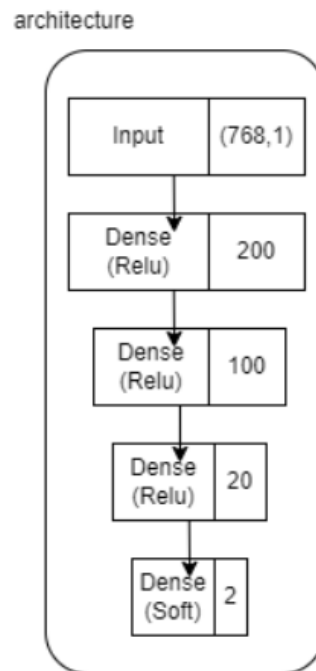 architecture
Input
(768,1)
Dense
(Relu)
200
Dense
(Relu)
100
Dense
(Relu)
20
Dense
(Soft)
2